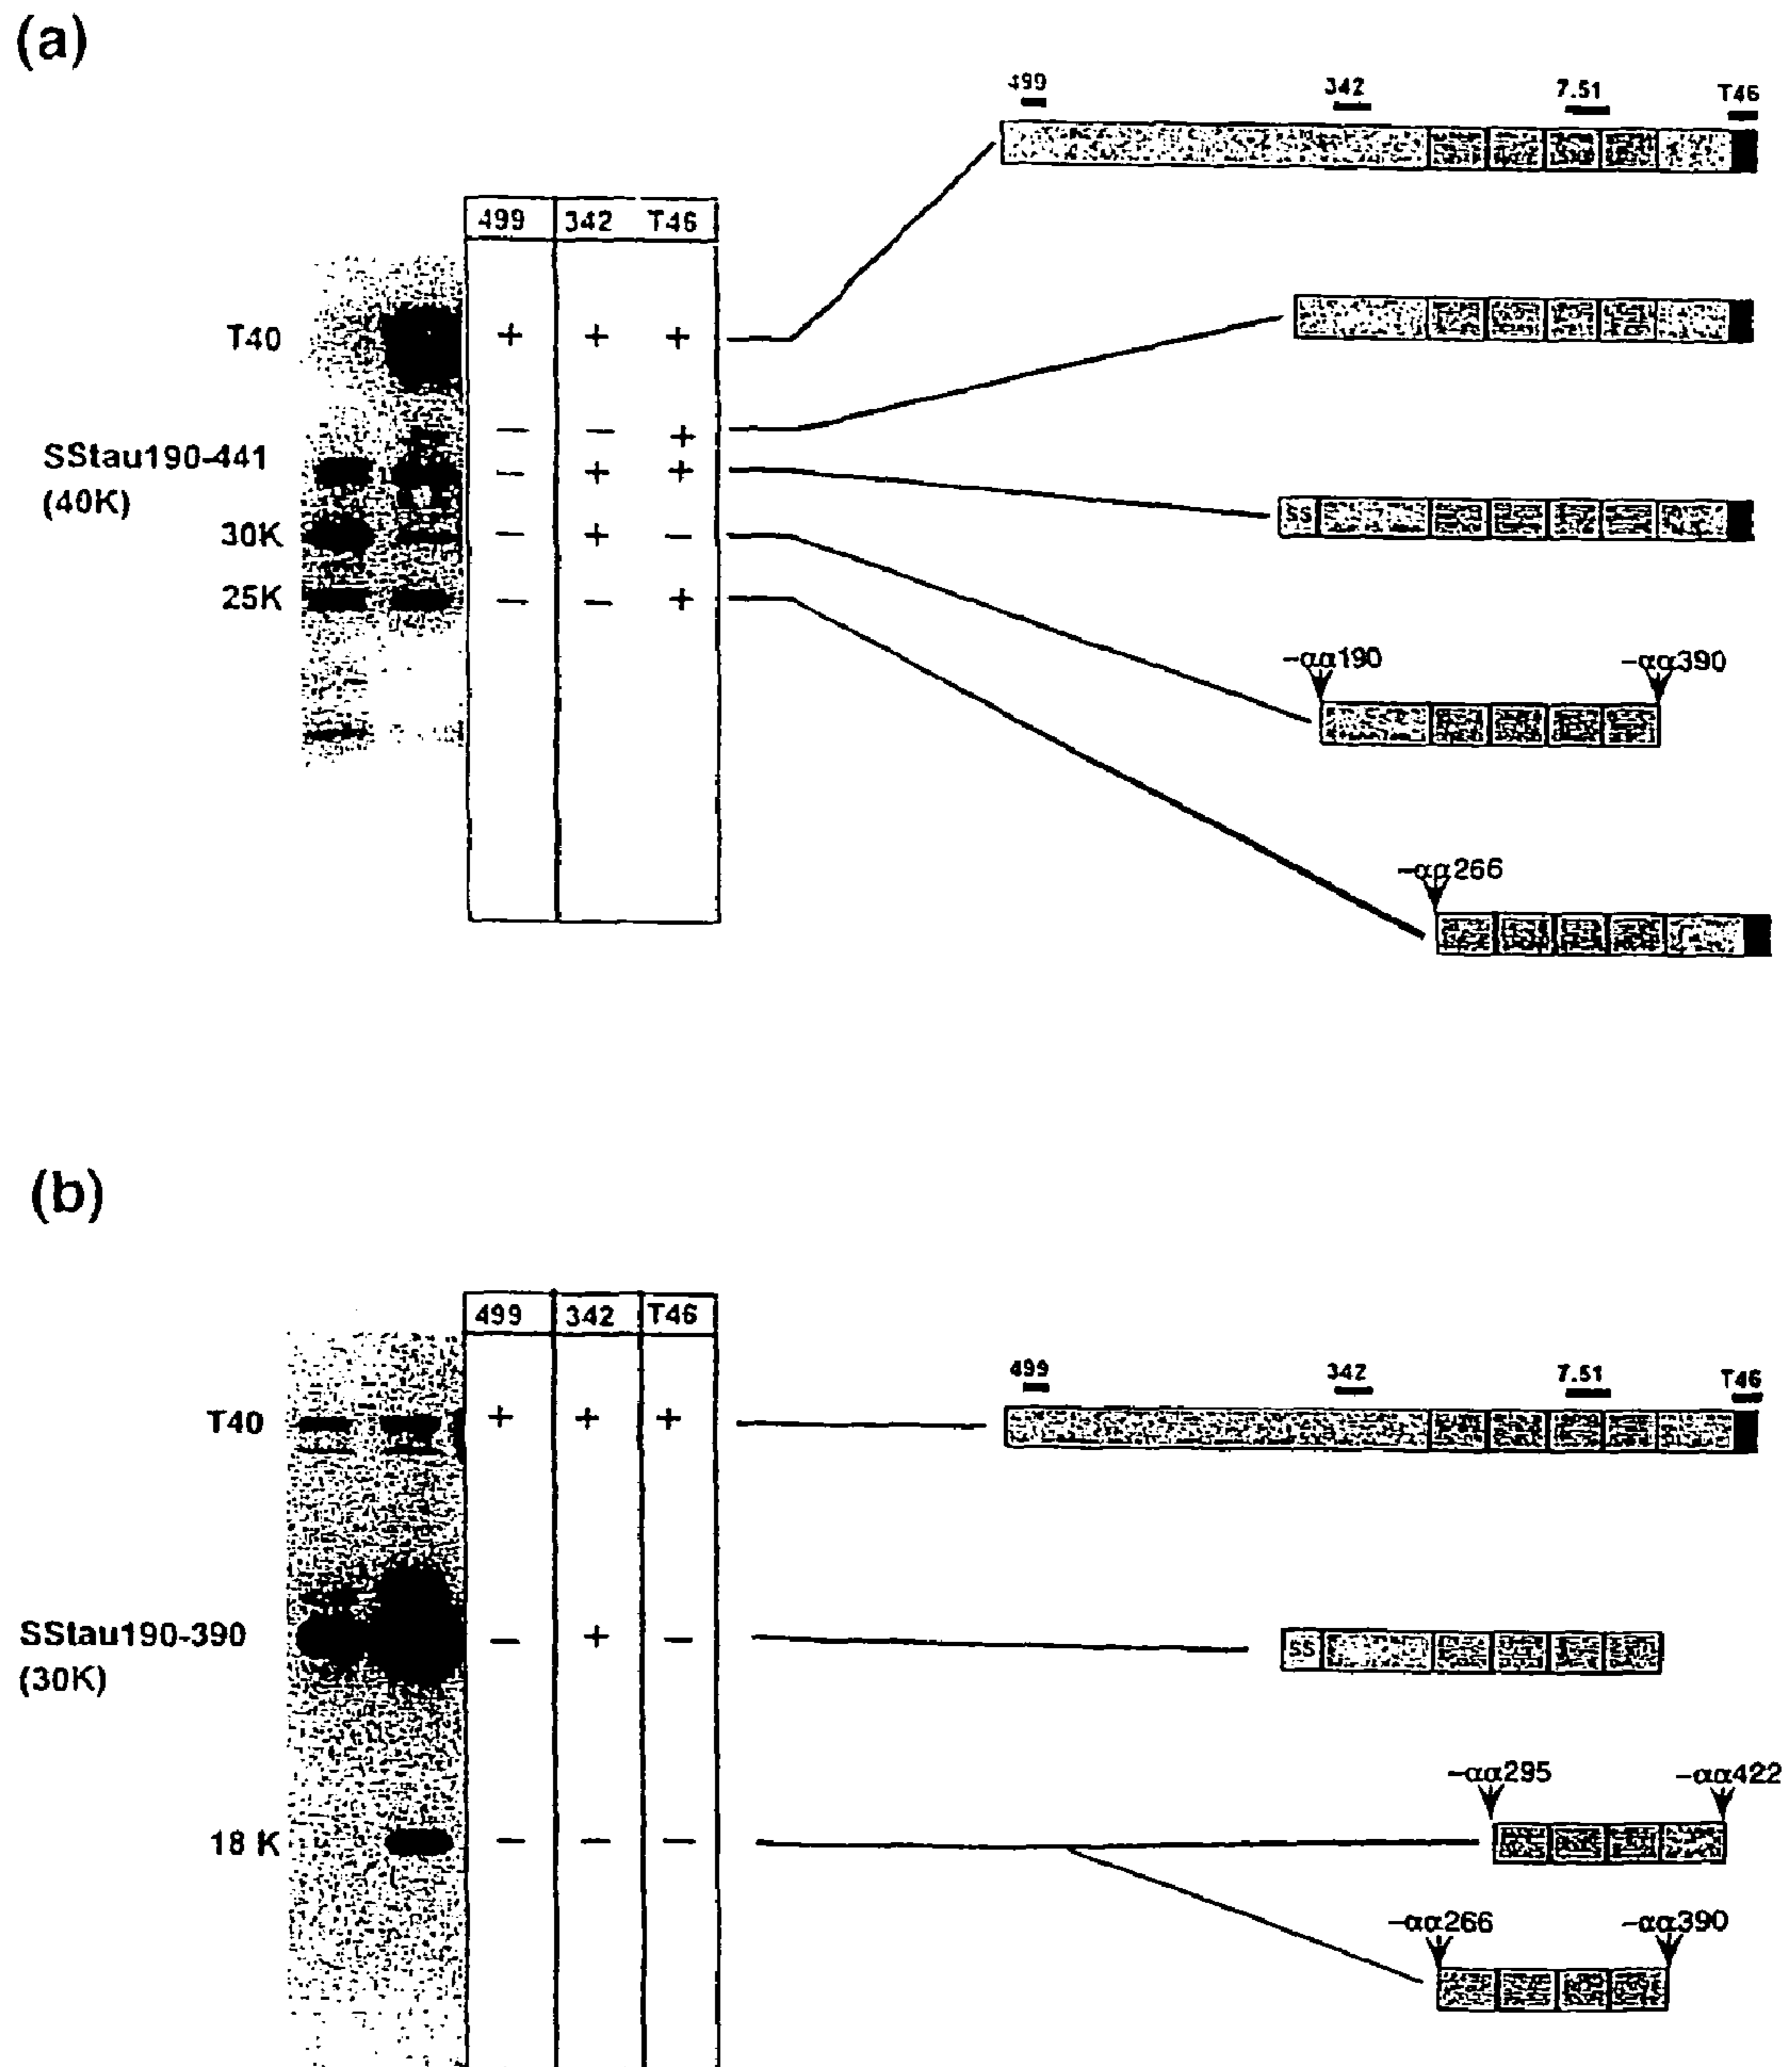 (a)
499 342 7.51 T46
499 342 T46
T40 + + +
– – +
SStau190-441 – + +
(40K)
SS
30K – + –
25K – – +
–αα190 –αα390
–αα266
(b)
499 342 T46
499 342 7.51 T46
T40 + + +
SStau190-390 – + –
(30K)
SS
–αα295 –αα422
18 K – – –
–αα266 –αα390